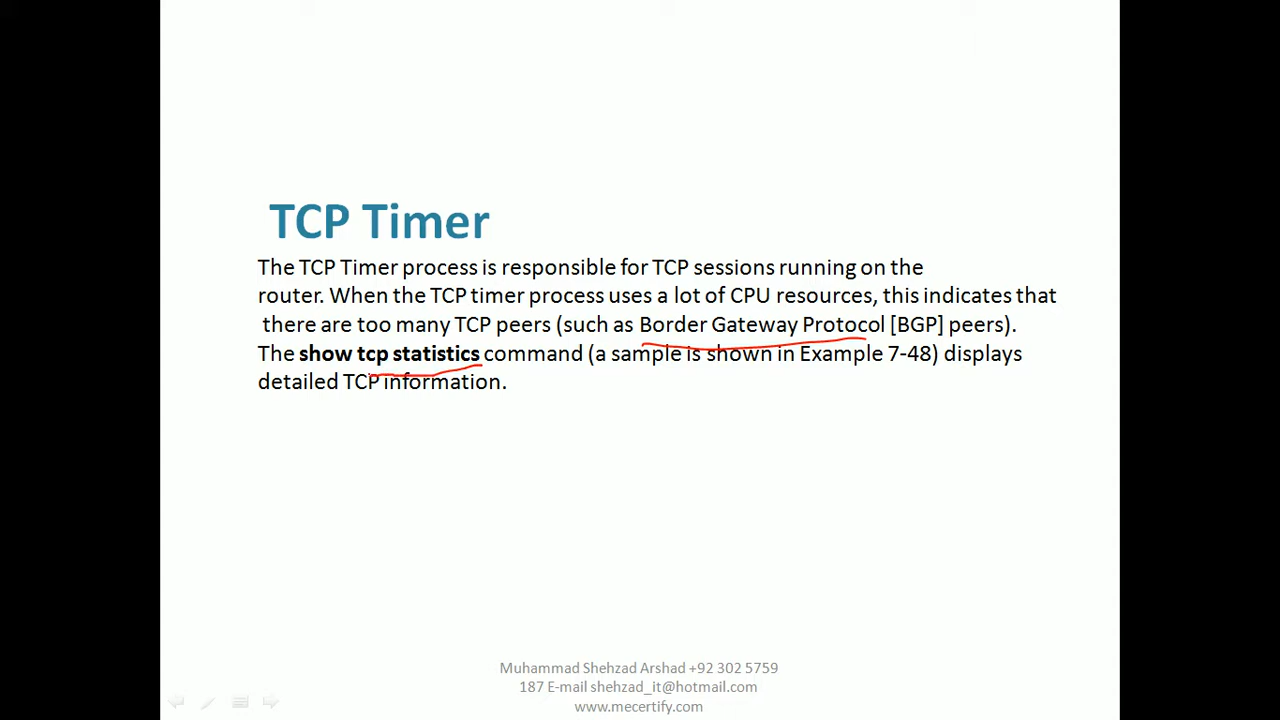 TCP Timer
The TCP Timer process is responsible for TCP sessions running on the
router. When the TCP timer process uses a lot of CPU resources, this indicates that
there are too many TCP peers (such as Border Gateway Protocol [BGP] peers).
The show tcp statistics command (a sample is shown in Example 7-48) displays
detailed TCP information.
Muhammad Shehzad Arshad +92 302 5759
187 E-mail shehzad_it@hotmail.com
www.mecertify.com